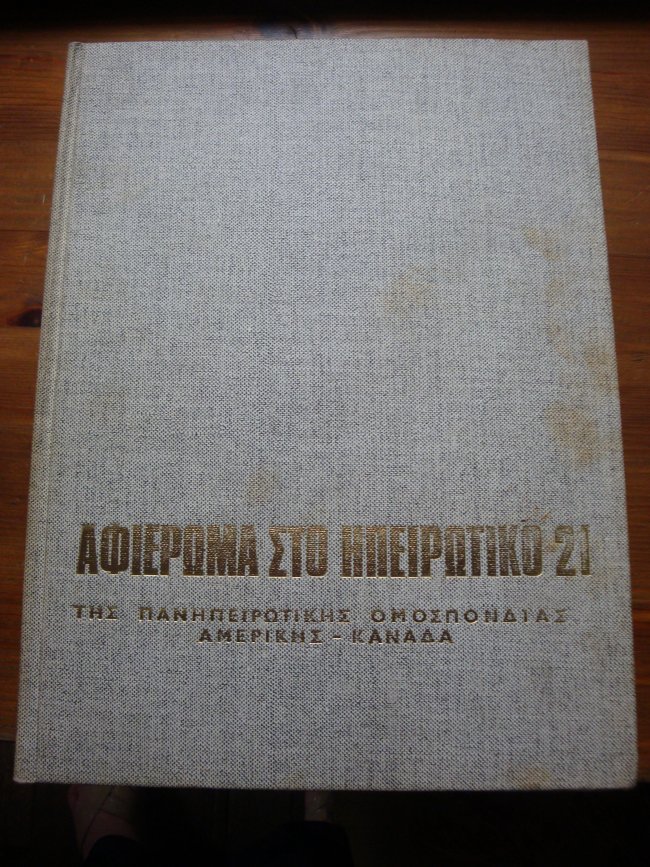 ΑΦΙΕΡΩΜΑ ΣΤΟ ΗΠΕΙΡΩΤΙΚΟ 21
ΤΗΣ ΠΑΝΗΠΕΙΡΩΤΙΚΗΣ ΟΜΟΣΠΟΝΔΙΑΣ
ΑΜΕΡΙΚΗΣ - ΚΑΝΑΔΑ